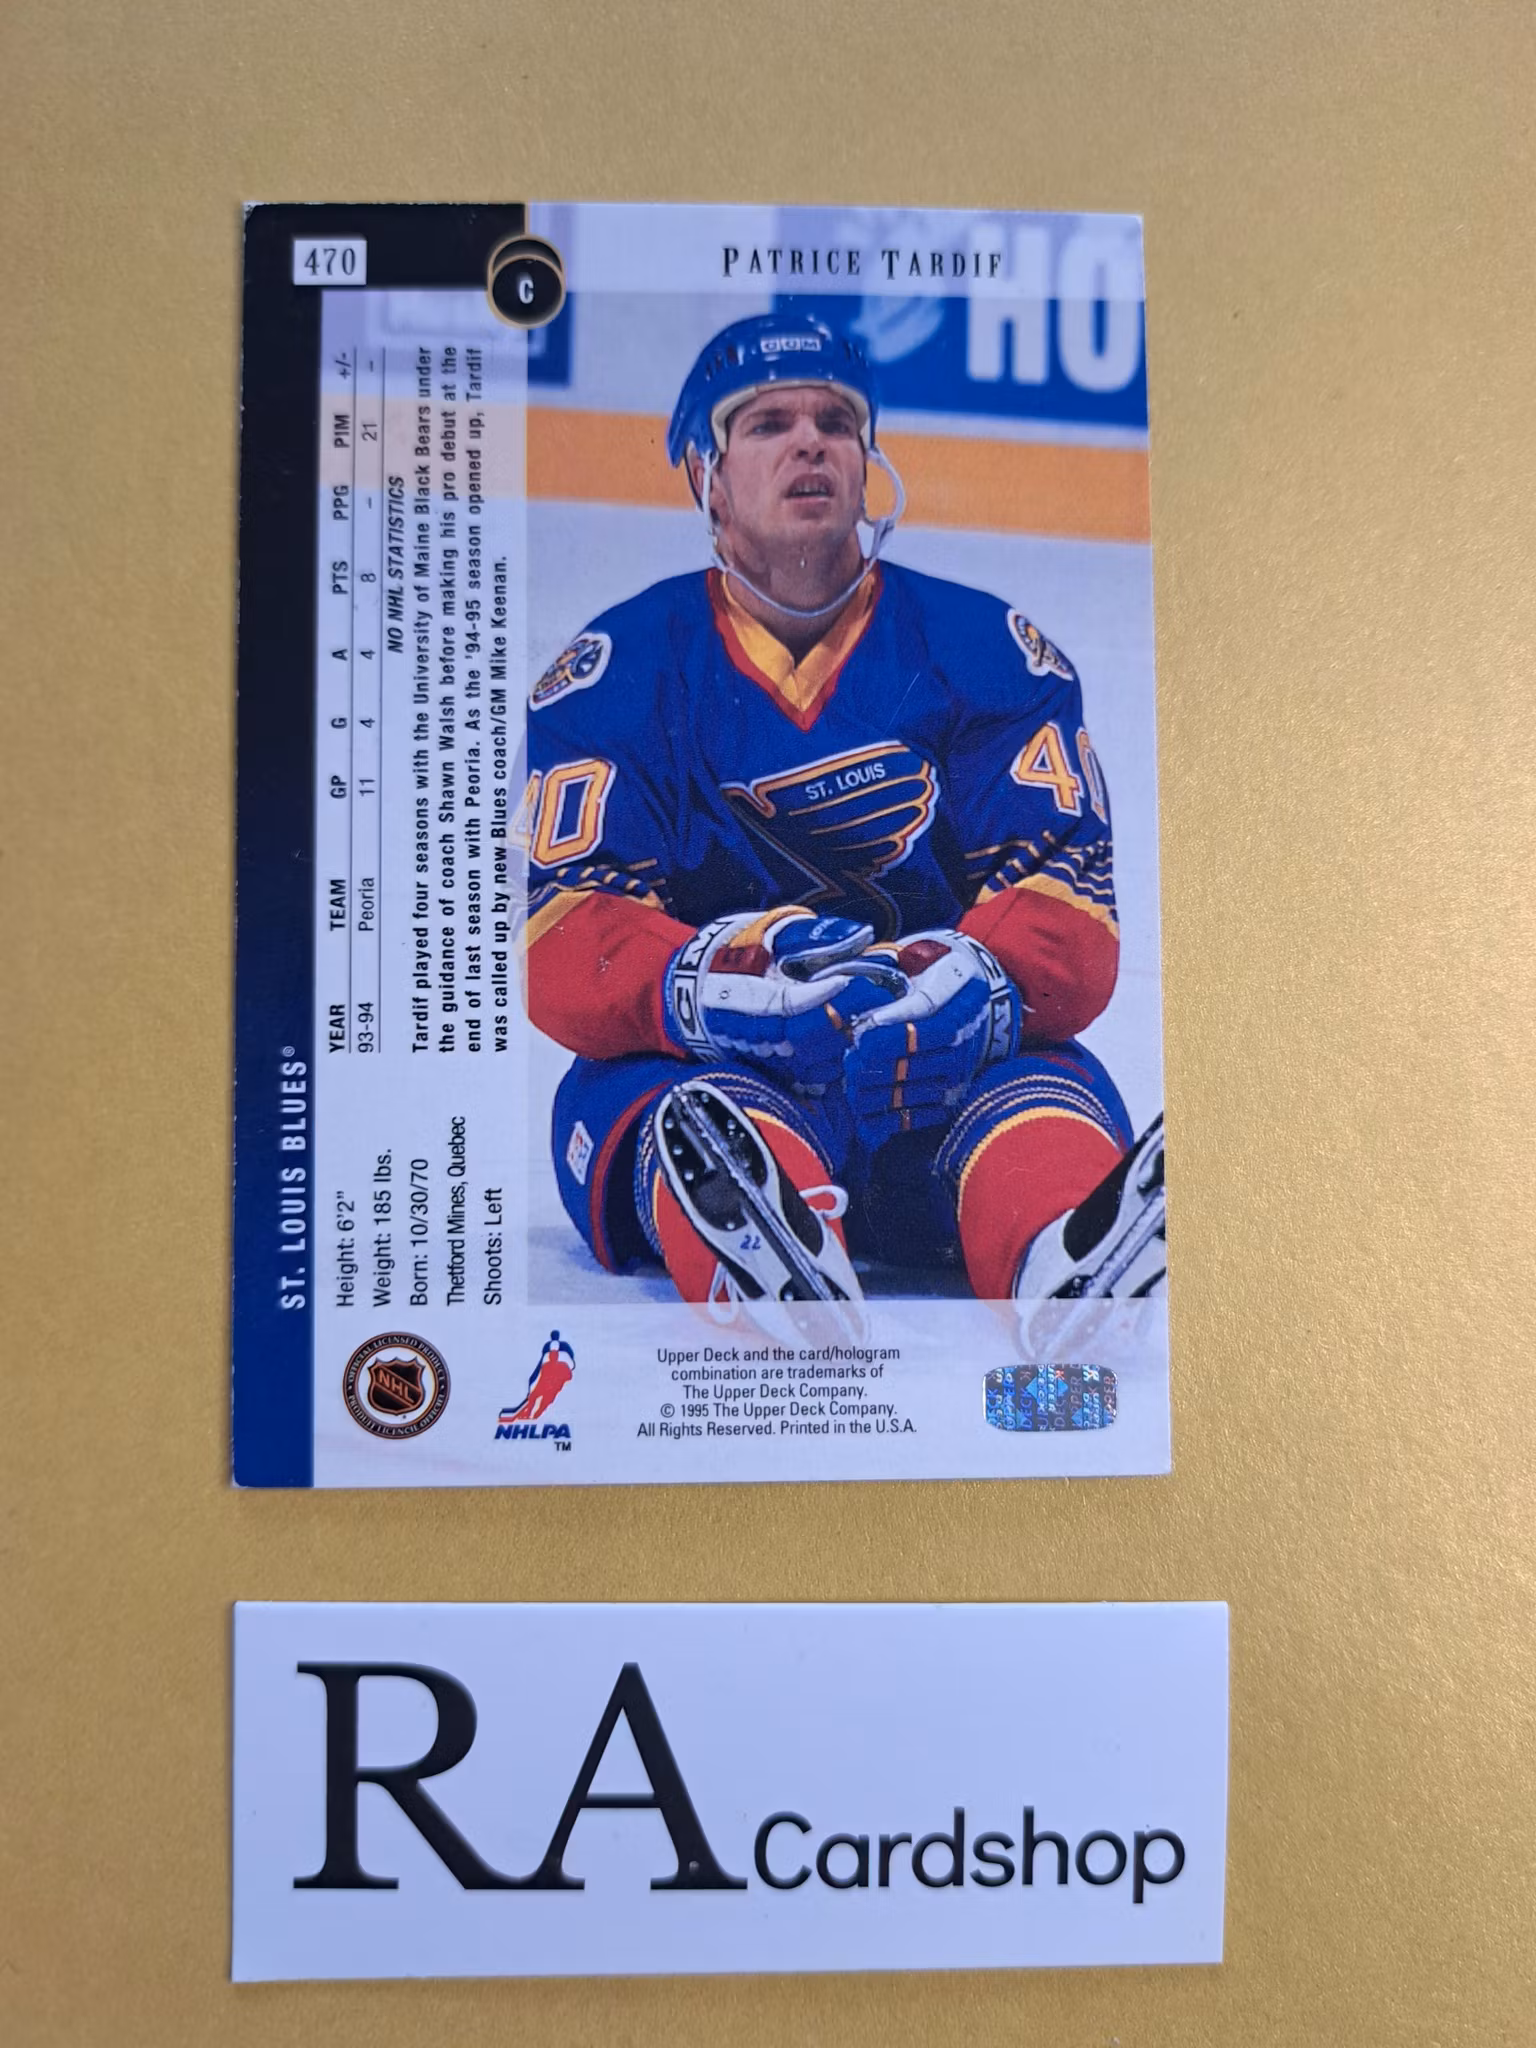 470
C
PATRICE TARDIF
HO
CCM
ST. LOUIS BLUES®
YEAR TEAM GP G A PTS PPG PIM +/-
93-94 Peoria 11 4 4 8 – 21 –
NO NHL STATISTICS
Tardif played four seasons with the University of Maine Black Bears under
the guidance of coach Shawn Walsh before making his pro debut at the
end of last season with Peoria. As the '94-95 season opened up, Tardif
was called up by new Blues coach/GM Mike Keenan.
Height: 6'2"
Weight: 185 lbs.
Born: 10/30/70
Thetford Mines, Quebec
Shoots: Left
40
40
ST. LOUIS
22
NHL
NHLPA
TM
Upper Deck and the card/hologram
combination are trademarks of
The Upper Deck Company.
© 1995 The Upper Deck Company.
All Rights Reserved. Printed in the U.S.A.
RA Cardshop